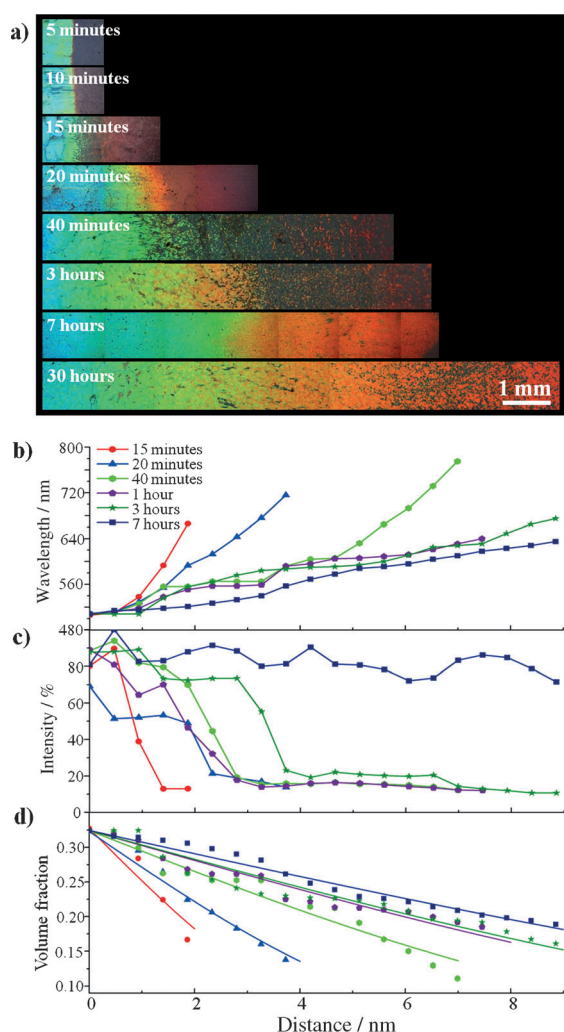 a)
5 minutes
10 minutes
15 minutes
20 minutes
40 minutes
3 hours
7 hours
30 hours
1 mm
b)
800
720
640
560
480
Wavelength / nm
15 minutes
20 minutes
40 minutes
1 hour
3 hours
7 hours
c)
80
60
40
20
0
Intensity / %
d)
0.30
0.25
0.20
0.15
0.10
Volume fraction
0 2 4 6 8
Distance / nm